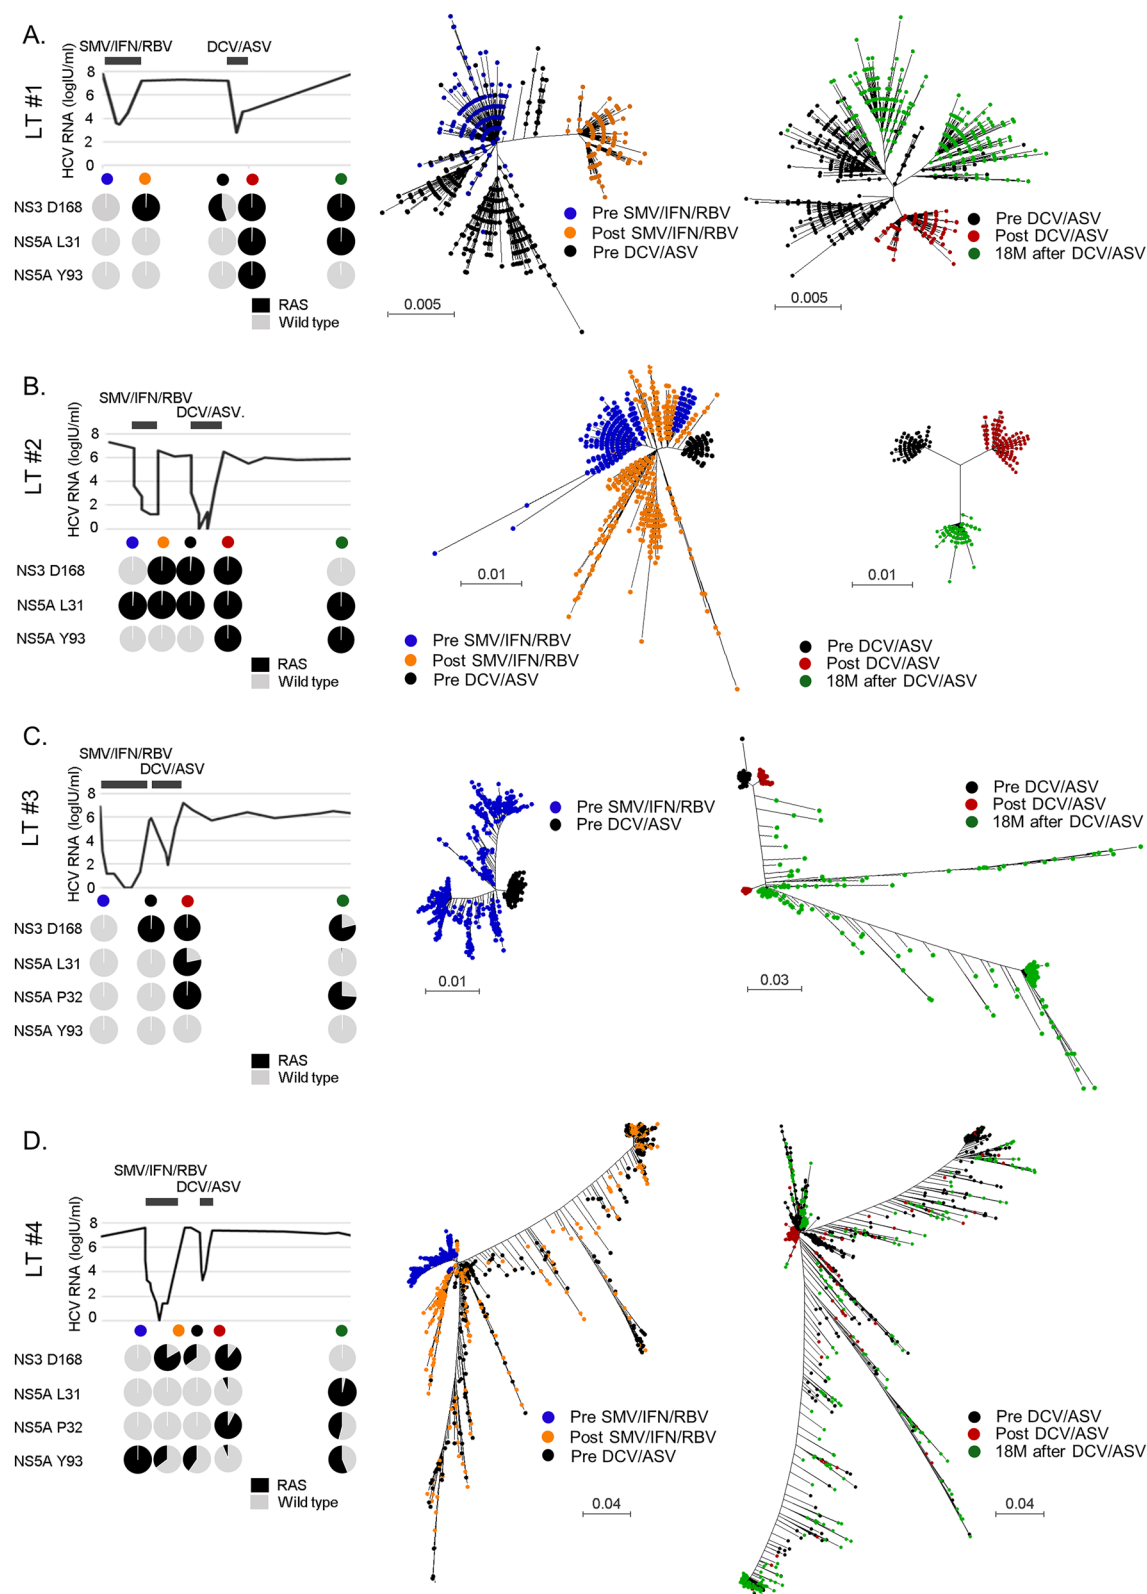 A.
LT #1
SMV/IFN/RBV
DCV/ASV
HCV RNA (logIU/ml)
8
6
4
2
0
NS3 D168
NS5A L31
NS5A Y93
RAS
Wild type
Pre SMV/IFN/RBV
Post SMV/IFN/RBV
Pre DCV/ASV
0.005
Pre DCV/ASV
Post DCV/ASV
18M after DCV/ASV
0.005
B.
LT #2
SMV/IFN/RBV
DCV/ASV.
HCV RNA (logIU/ml)
8
6
4
2
0
NS3 D168
NS5A L31
NS5A Y93
RAS
Wild type
0.01
Pre SMV/IFN/RBV
Post SMV/IFN/RBV
Pre DCV/ASV
0.01
Pre DCV/ASV
Post DCV/ASV
18M after DCV/ASV
C.
LT #3
SMV/IFN/RBV
DCV/ASV
HCV RNA (logIU/ml)
8
6
4
2
0
NS3 D168
NS5A L31
NS5A P32
NS5A Y93
RAS
Wild type
Pre SMV/IFN/RBV
Pre DCV/ASV
0.01
Pre DCV/ASV
Post DCV/ASV
18M after DCV/ASV
0.03
D.
LT #4
SMV/IFN/RBV
DCV/ASV
HCV RNA (logIU/ml)
8
6
4
2
0
NS3 D168
NS5A L31
NS5A P32
NS5A Y93
RAS
Wild type
Pre SMV/IFN/RBV
Post SMV/IFN/RBV
Pre DCV/ASV
0.04
Pre DCV/ASV
Post DCV/ASV
18M after DCV/ASV
0.04